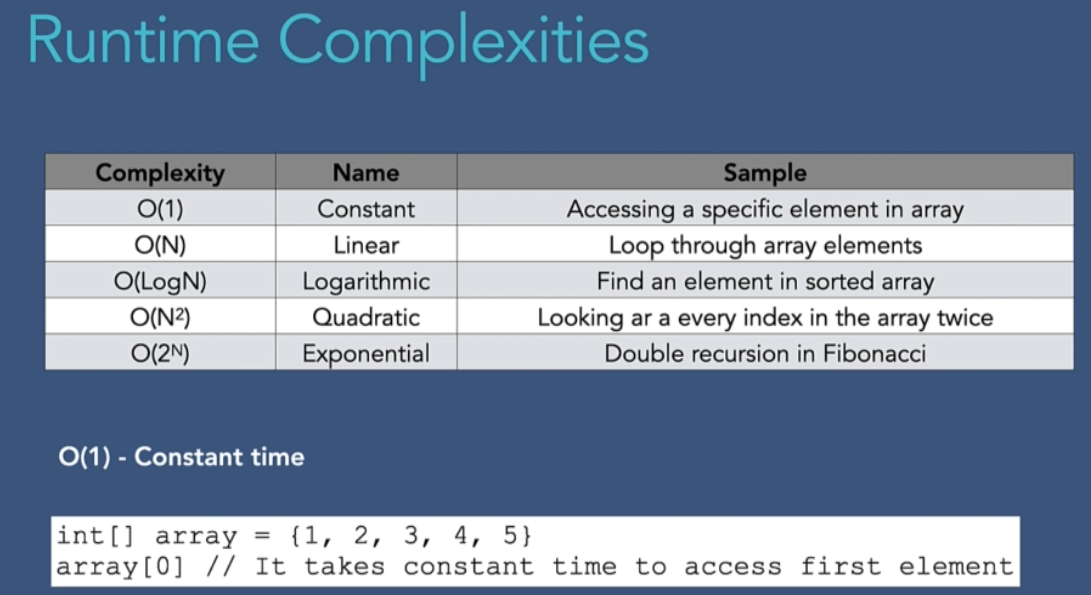 Runtime Complexities
Complexity Name Sample
O(1) Constant Accessing a specific element in array
O(N) Linear Loop through array elements
O(LogN) Logarithmic Find an element in sorted array
O(N²) Quadratic Looking ar a every index in the array twice
O(2ᴺ) Exponential Double recursion in Fibonacci
O(1) - Constant time
int[] array = {1, 2, 3, 4, 5}
array[0] // It takes constant time to access first element